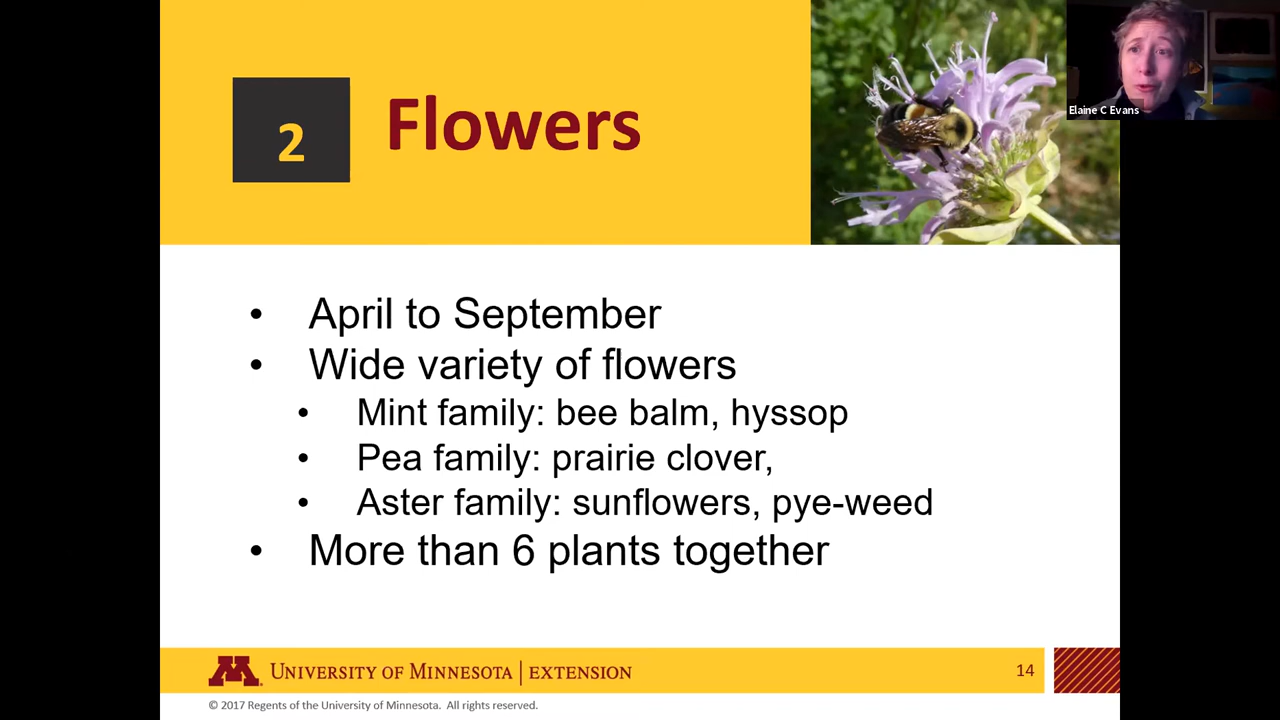 2
Flowers
Elaine C Evans
• April to September
• Wide variety of flowers
• Mint family: bee balm, hyssop
• Pea family: prairie clover,
• Aster family: sunflowers, pye-weed
• More than 6 plants together
M UNIVERSITY OF MINNESOTA | EXTENSION
14
© 2017 Regents of the University of Minnesota. All rights reserved.